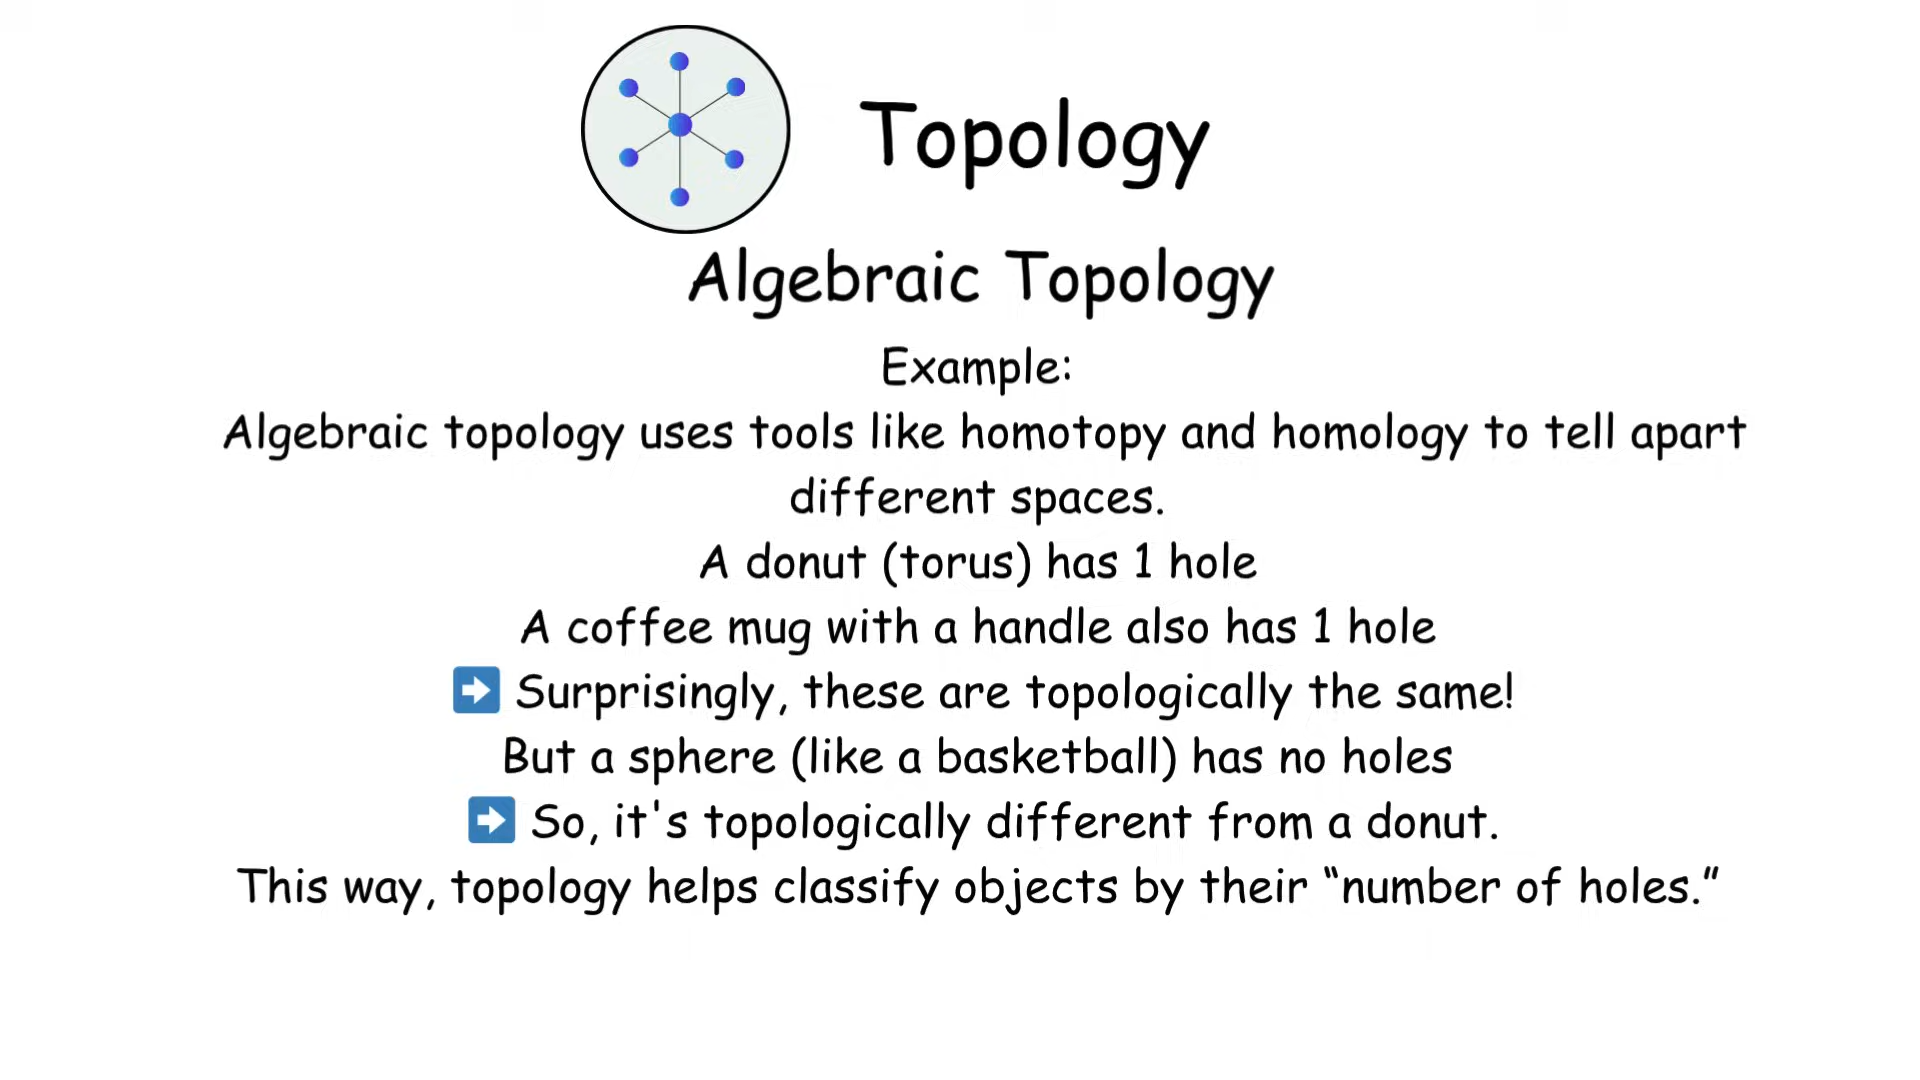 Topology
Algebraic Topology
Example:
Algebraic topology uses tools like homotopy and homology to tell apart
different spaces.
A donut (torus) has 1 hole
A coffee mug with a handle also has 1 hole
➡️ Surprisingly, these are topologically the same!
But a sphere (like a basketball) has no holes
➡️ So, it's topologically different from a donut.
This way, topology helps classify objects by their “number of holes.”